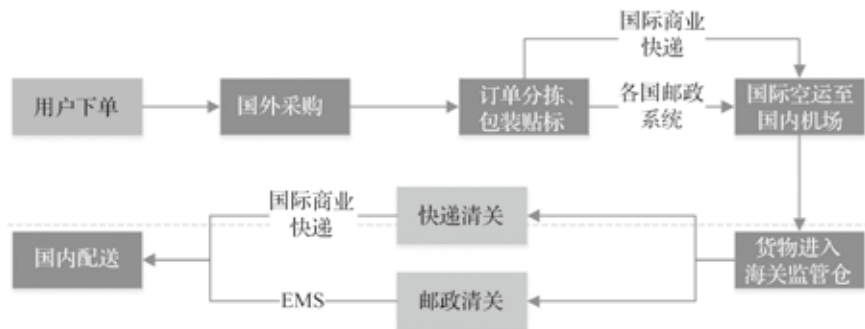 国际商业
快递
用户下单
国外采购
订单分拣、
包装贴标
各国邮政
系统
国际空运至
国内机场
国际商业
快递
快递清关
国内配送
货物进入
海关监管仓
EMS
邮政清关